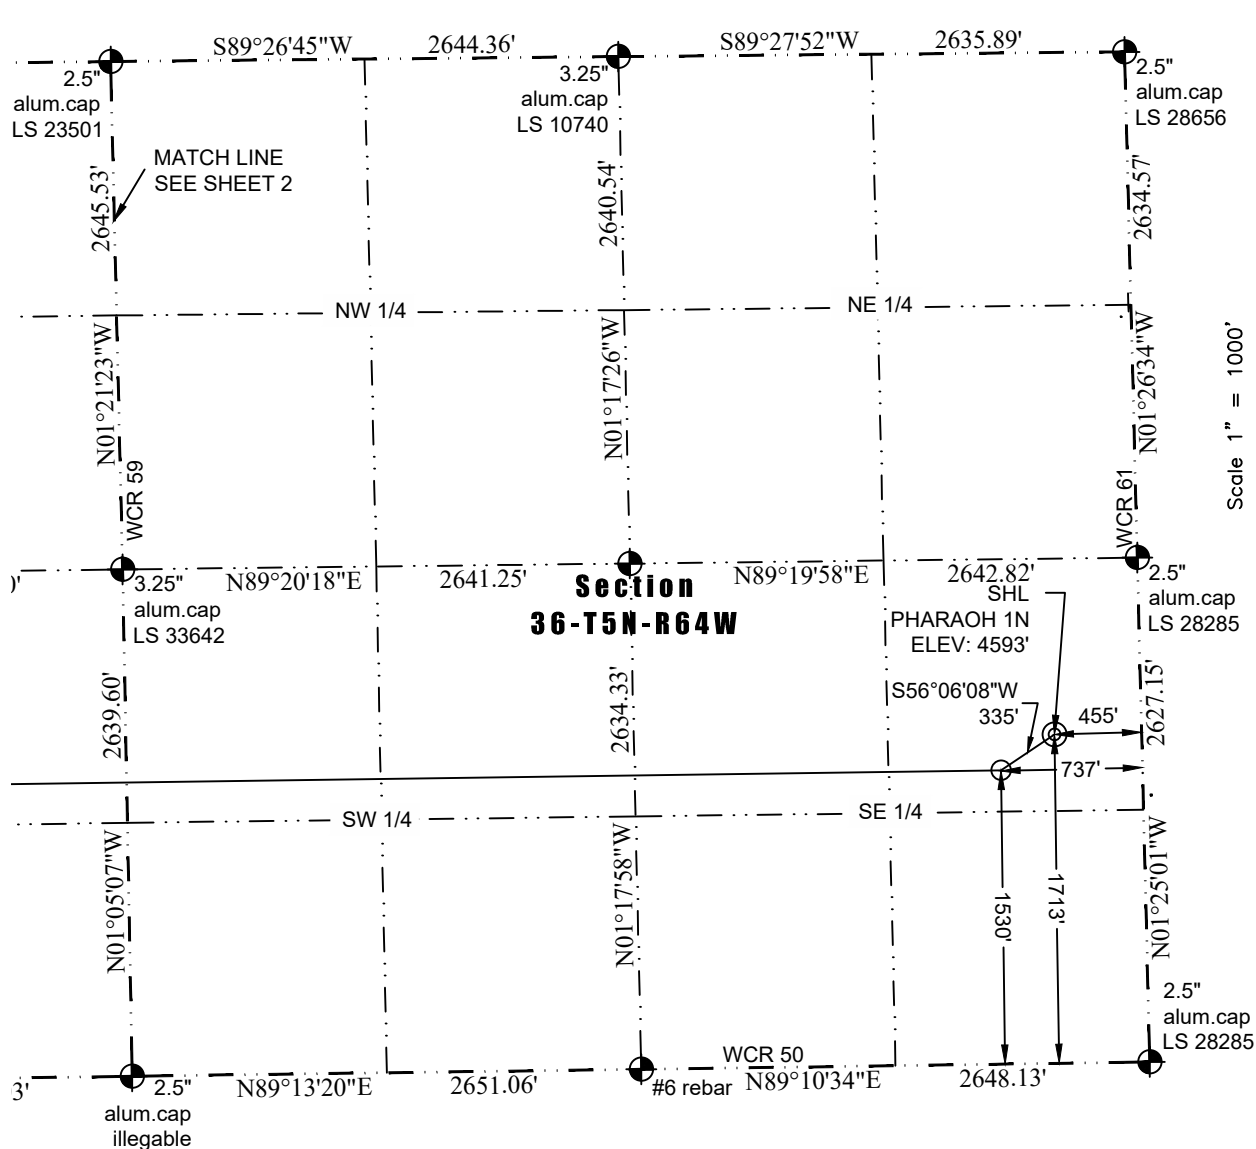 S89°26'45"W 2644.36' S89°27'52"W 2635.89'
2.5"
alum.cap
LS 23501
3.25"
alum.cap
LS 10740
2.5"
alum.cap
LS 28656
MATCH LINE
SEE SHEET 2
2645.53'
2640.54'
2634.57'
NW 1/4
NE 1/4
N01°21'23"W
N01°17'26"W
N01°26'34"W
Scale 1" = 1000'
WCR 59
WCR 61
N89°20'18"E 2641.25' N89°19'58"E 2642.82'
3.25"
alum.cap
LS 33642
Section
36-T5N-R64W
2.5"
alum.cap
LS 28285
SHL
PHARAOH 1N
ELEV: 4593'
S56°06'08"W
335'
455'
737'
2639.60'
2634.33'
2627.15'
SW 1/4
SE 1/4
N01°05'07"W
N01°17'58"W
1530'
1713'
N01°25'01"W
2.5"
alum.cap
LS 28285
WCR 50
3' 2.5" N89°13'20"E 2651.06' #6 rebar N89°10'34"E 2648.13'
alum.cap
illegable